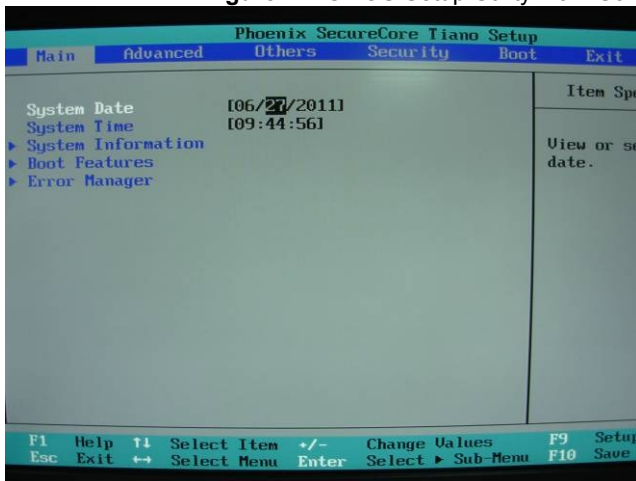 Phoenix SecureCore Tiano Setup
Main Advanced Others Security Boot Exit
Item
System Date [06/27/2011]
System Time [09:44:56]
▶ System Information
▶ Boot Features
▶ Error Manager
View or
date.
F1 Help ↑↓ Select Item +/- Change Values F9 Setup
Esc Exit ↔ Select Menu Enter Select ▶ Sub-Menu F10 Save